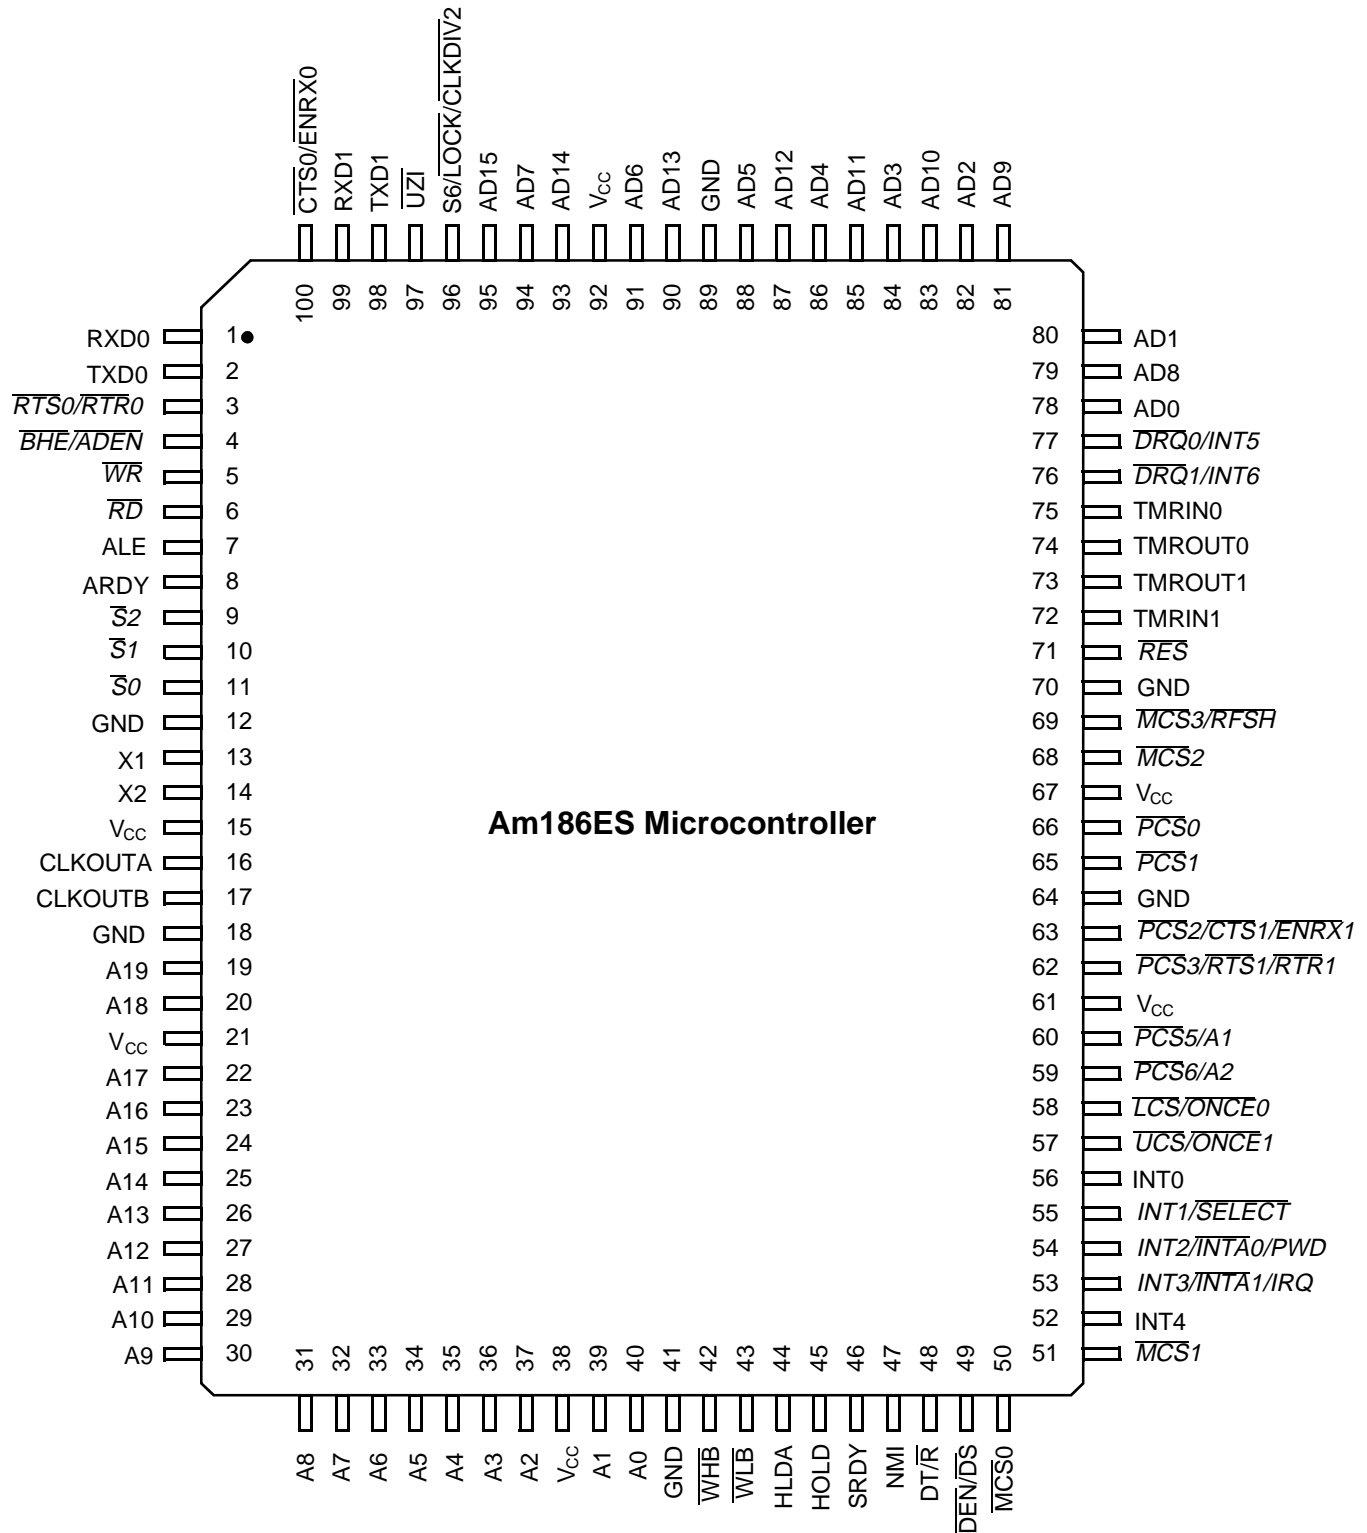 CTS0/ENRX0
RXD1
TXD1
UZI
S6/LOCK/CLKDIV2
AD15
AD7
AD14
VCC
AD6
AD13
GND
AD5
AD12
AD4
AD11
AD3
AD10
AD2
AD9
100 99 98 97 96 95 94 93 92 91 90 89 88 87 86 85 84 83 82 81
RXD0 1 80 AD1
TXD0 2 79 AD8
RTS0/RTR0 3 78 AD0
BHE/ADEN 4 77 DRQ0/INT5
WR 5 76 DRQ1/INT6
RD 6 75 TMRIN0
ALE 7 74 TMROUT0
ARDY 8 73 TMROUT1
S2 9 72 TMRIN1
S1 10 71 RES
S0 11 70 GND
GND 12 69 MCS3/RFSH
X1 13 68 MCS2
X2 14 67 VCC
Am186ES Microcontroller
VCC 15 66 PCS0
CLKOUTA 16 65 PCS1
CLKOUTB 17 64 GND
GND 18 63 PCS2/CTS1/ENRX1
A19 19 62 PCS3/RTS1/RTR1
A18 20 61 VCC
VCC 21 60 PCS5/A1
A17 22 59 PCS6/A2
A16 23 58 LCS/ONCE0
A15 24 57 UCS/ONCE1
A14 25 56 INT0
A13 26 55 INT1/SELECT
A12 27 54 INT2/INTA0/PWD
A11 28 53 INT3/INTA1/IRQ
A10 29 52 INT4
A9 30 51 MCS1
31 32 33 34 35 36 37 38 39 40 41 42 43 44 45 46 47 48 49 50
A8
A7
A6
A5
A4
A3
A2
VCC
A1
A0
GND
WHB
WLB
HLDA
HOLD
SRDY
NMI
DT/R
DEN/DS
MCS0